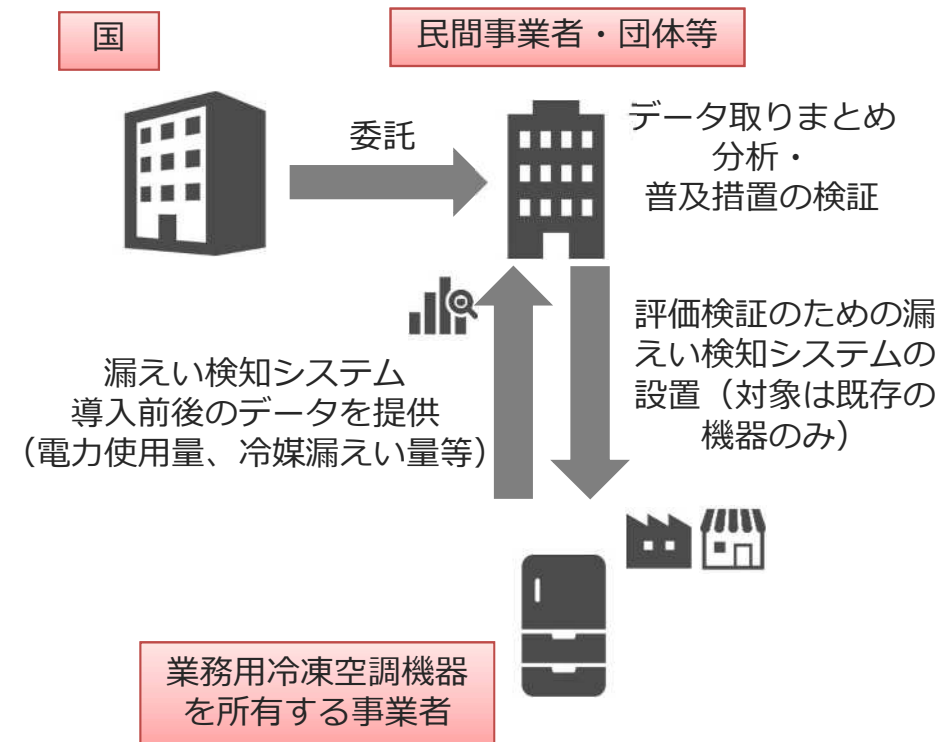 国
民間事業者・団体等
委託
データ取りまとめ
分析・
普及措置の検証
漏えい検知システム
導入前後のデータを提供
（電力使用量、冷媒漏えい量等）
評価検証のための漏
えい検知システムの
設置（対象は既存の
機器のみ）
業務用冷凍空調機器
を所有する事業者